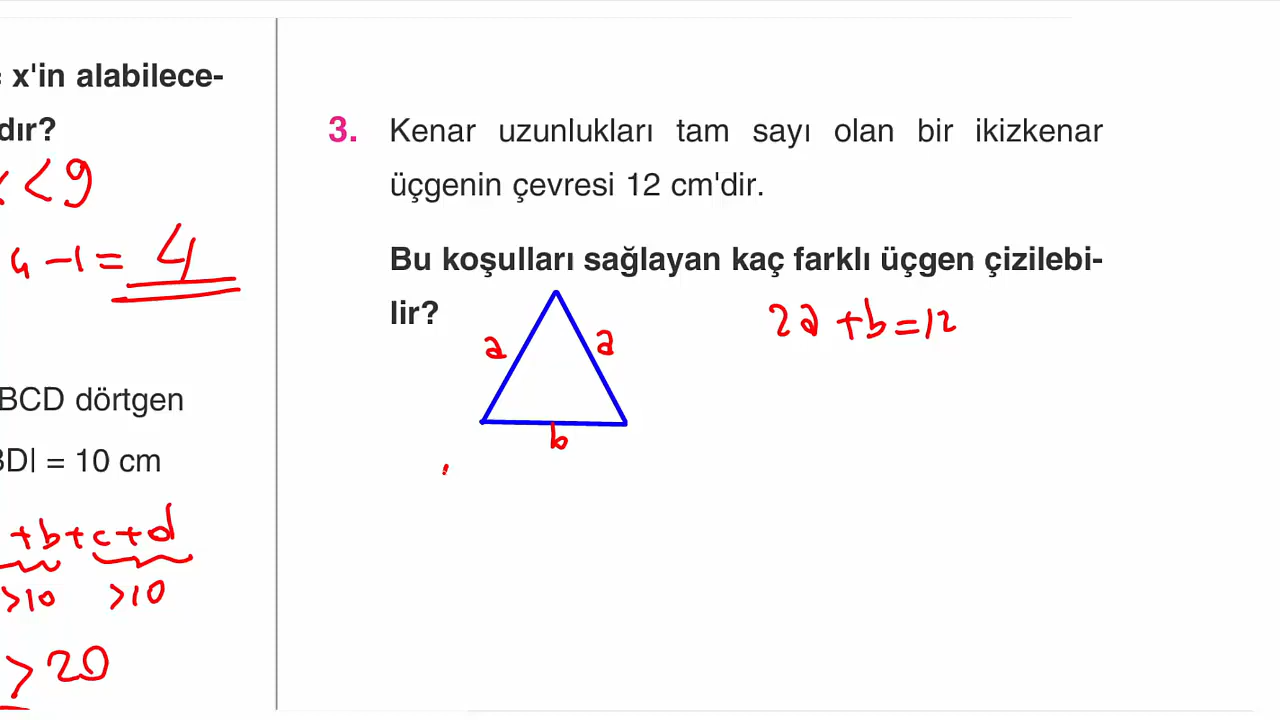 x'in alabilece-
dır?
< 9
4 - 1 = 4
BCD dörtgen
BDI = 10 cm
+ b + c + d
>10 >10
> 20
3. Kenar uzunlukları tam sayı olan bir ikizkenar
üçgenin çevresi 12 cm'dir.
Bu koşulları sağlayan kaç farklı üçgen çizilebi-
lir?
2a + b = 12
a a
b